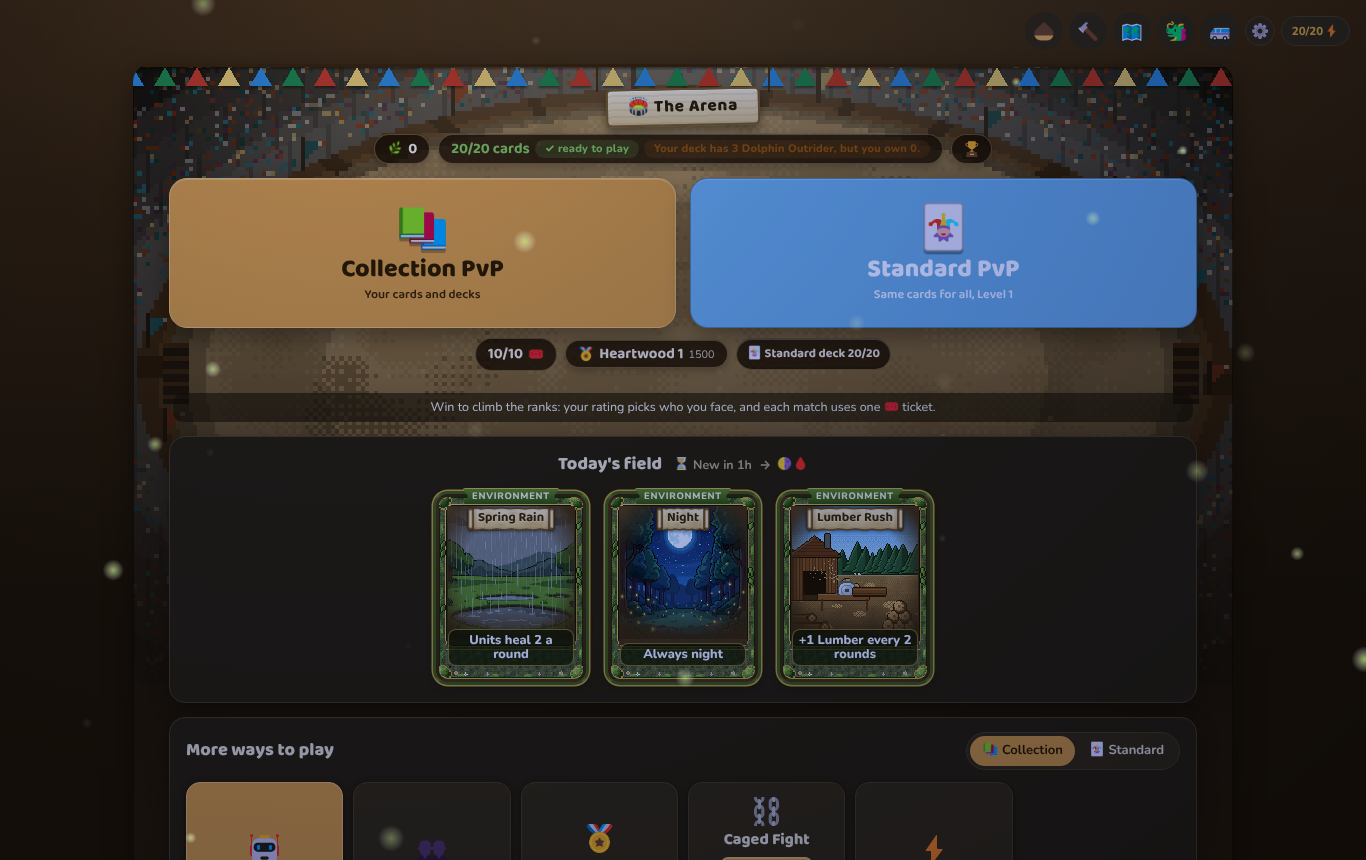 20/20
The Arena
0
20/20 cards
✓ ready to play
Your deck has 3 Dolphin Outrider, but you own 0.
Collection PvP
Your cards and decks
Standard PvP
Same cards for all, Level 1
10/10
Heartwood 1 1500
Standard deck 20/20
Win to climb the ranks: your rating picks who you face, and each match uses one ticket.
Today's field
New in 1h →
ENVIRONMENT
Spring Rain
Units heal 2 a
round
ENVIRONMENT
Night
Always night
ENVIRONMENT
Lumber Rush
+1 Lumber every 2
rounds
More ways to play
Collection
Standard
Caged Fight